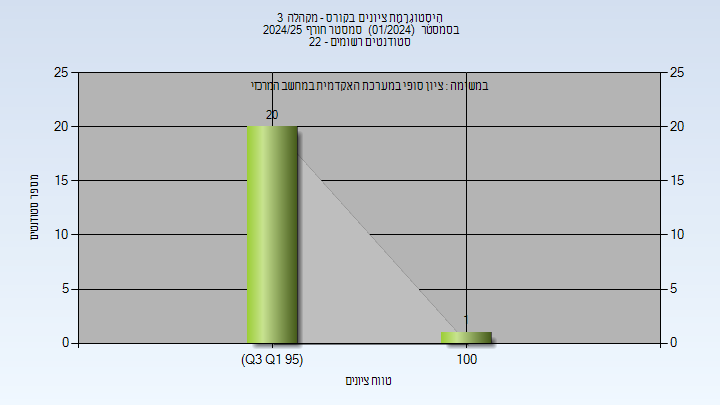 היסטוגרמת ציונים בקורס - מקהלה 3
בסמסטר (01/2024) סמסטר חורף 2024/25
סטודנטים רשומים - 22
במשימה : ציון סופי במערכת האקדמית במחשב המרכזי
25 25
20 20
15 15
10 10
5 5
0 0
20
1
(Q3 Q1 95) 100
מספר סטודנטים
טווח ציונים